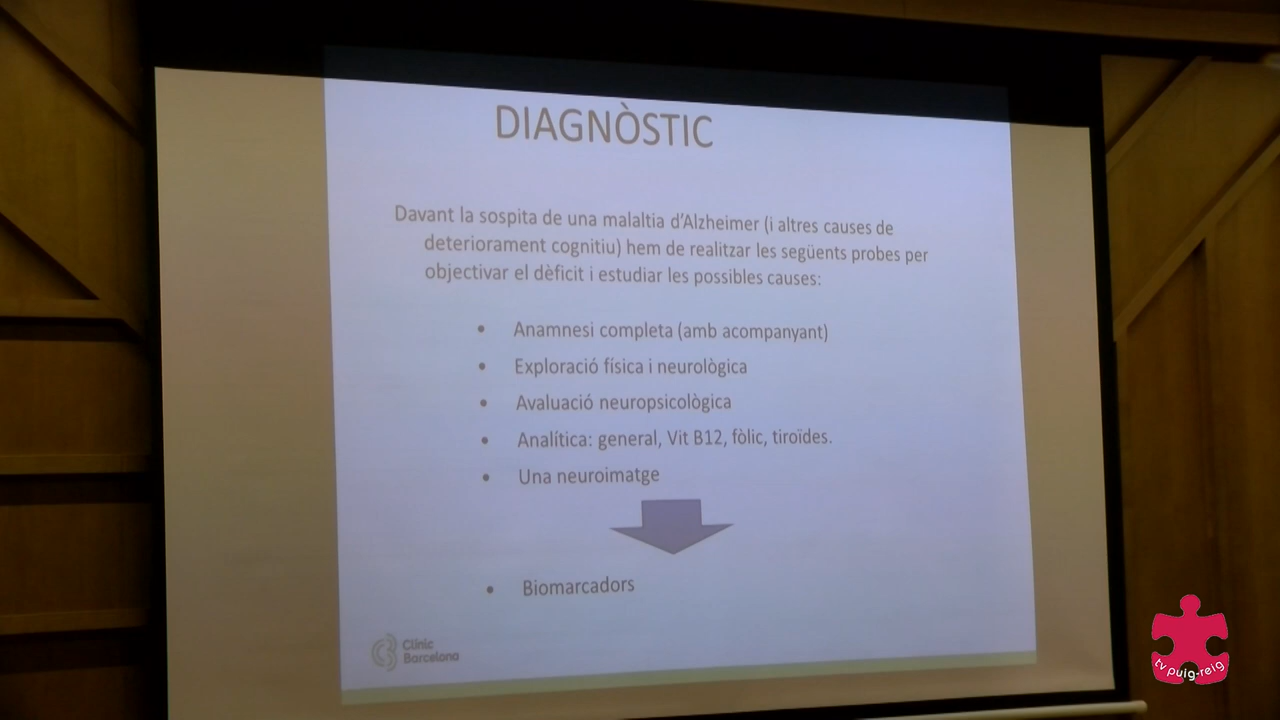 DIAGNÒSTIC
Davant la sospita de una malaltia d'Alzheimer (i altres causes de
deteriorament cognitiu) hem de realitzar les següents probes per
objectivar el dèficit i estudiar les possibles causes:
• Anamnesi completa (amb acompanyant)
• Exploració física i neurològica
• Avaluació neuropsicològica
• Analítica: general, Vit B12, fòlic, tiroïdes.
• Una neuroimatge
• Biomarcadors
Clínic
Barcelona
tv puig-reig